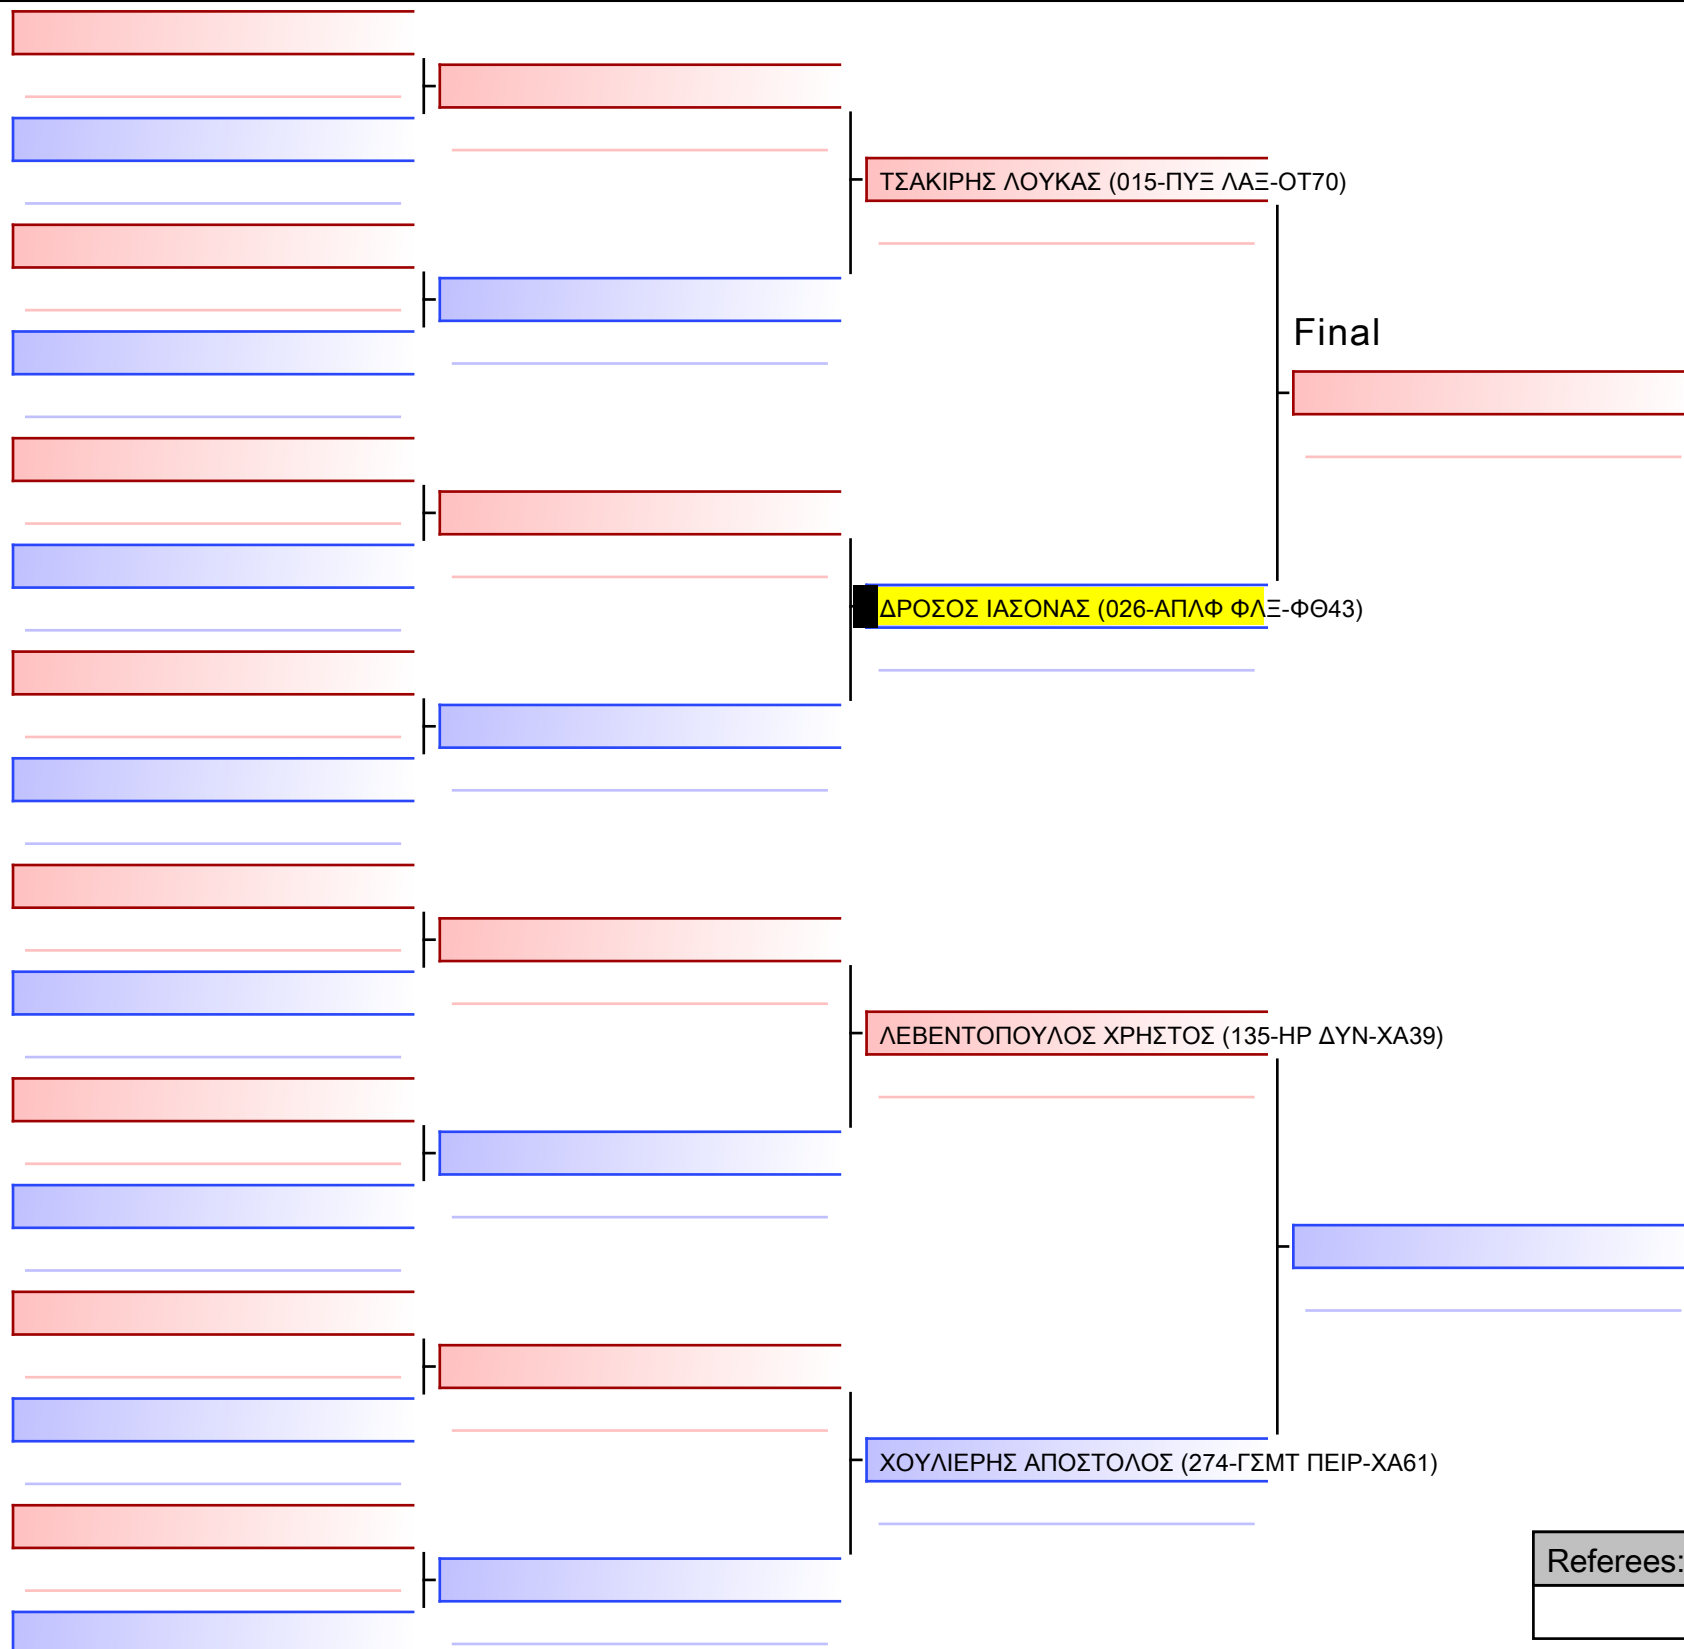 ΤΣΑΚΙΡΗΣ ΛΟΥΚΑΣ (015-ΠΥΞ ΛΑΞ-ΟΤ70)
Final
ΔΡΟΣΟΣ ΙΑΣΟΝΑΣ (026-ΑΠΛΦ ΦΛΞ-ΦΘ43)
ΛΕΒΕΝΤΟΠΟΥΛΟΣ ΧΡΗΣΤΟΣ (135-ΗΡ ΔΥΝ-ΧΑ39)
ΧΟΥΛΙΕΡΗΣ ΑΠΟΣΤΟΛΟΣ (274-ΓΣΜΤ ΠΕΙΡ-ΧΑ61)
Referees: